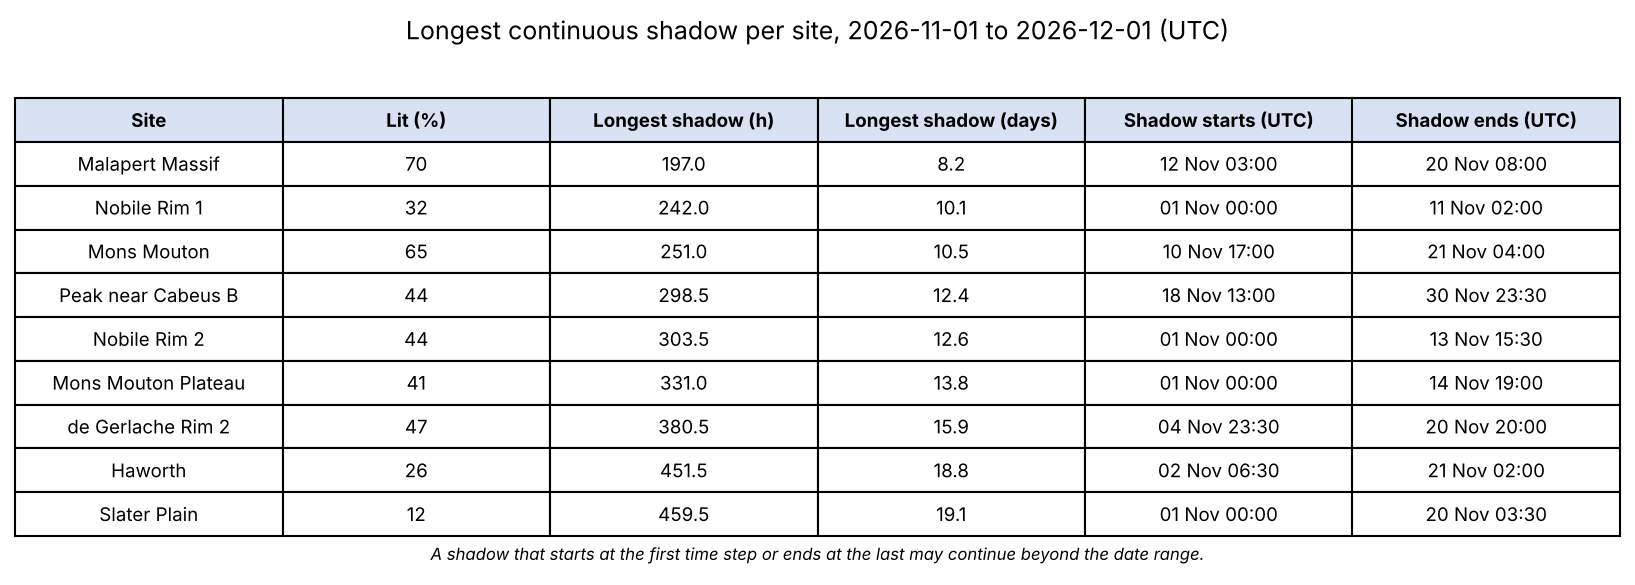 Longest continuous shadow per site, 2026-11-01 to 2026-12-01 (UTC)
Site Lit (%) Longest shadow (h) Longest shadow (days) Shadow starts (UTC) Shadow ends (UTC)
Malapert Massif 70 197.0 8.2 12 Nov 03:00 20 Nov 08:00
Nobile Rim 1 32 242.0 10.1 01 Nov 00:00 11 Nov 02:00
Mons Mouton 65 251.0 10.5 10 Nov 17:00 21 Nov 04:00
Peak near Cabeus B 44 298.5 12.4 18 Nov 13:00 30 Nov 23:30
Nobile Rim 2 44 303.5 12.6 01 Nov 00:00 13 Nov 15:30
Mons Mouton Plateau 41 331.0 13.8 01 Nov 00:00 14 Nov 19:00
de Gerlache Rim 2 47 380.5 15.9 04 Nov 23:30 20 Nov 20:00
Haworth 26 451.5 18.8 02 Nov 06:30 21 Nov 02:00
Slater Plain 12 459.5 19.1 01 Nov 00:00 20 Nov 03:30
A shadow that starts at the first time step or ends at the last may continue beyond the date range.